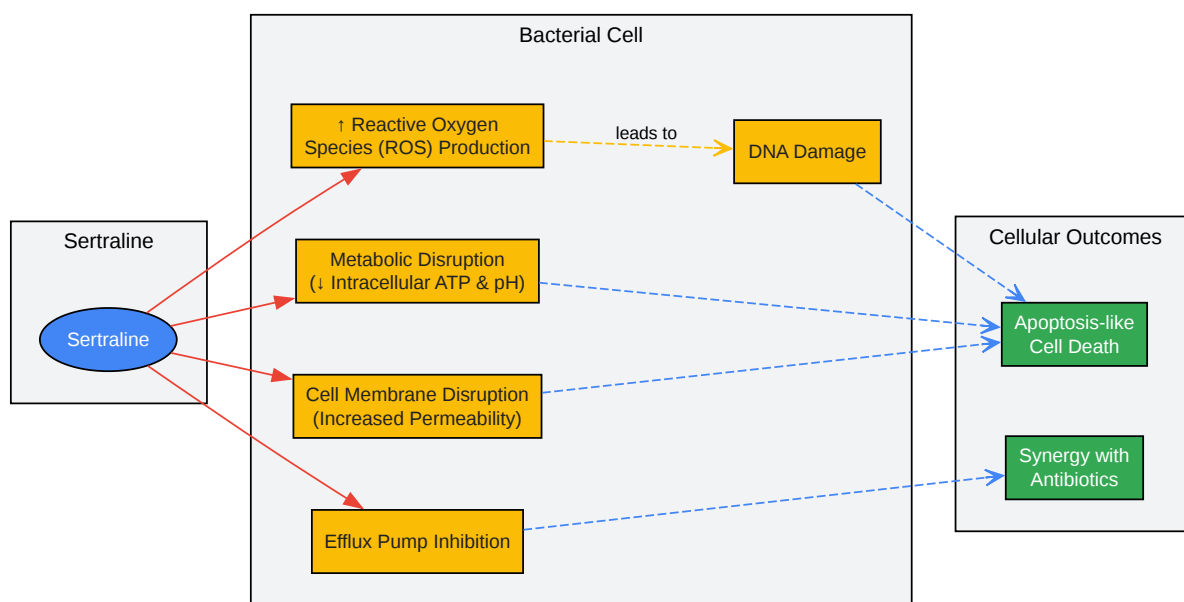 Bacterial Cell
↑ Reactive Oxygen
Species (ROS) Production
leads to
DNA Damage
Sertraline
Sertraline
Metabolic Disruption
(↓ Intracellular ATP & pH)
Cell Membrane Disruption
(Increased Permeability)
Efflux Pump Inhibition
Cellular Outcomes
Apoptosis-like
Cell Death
Synergy with
Antibiotics